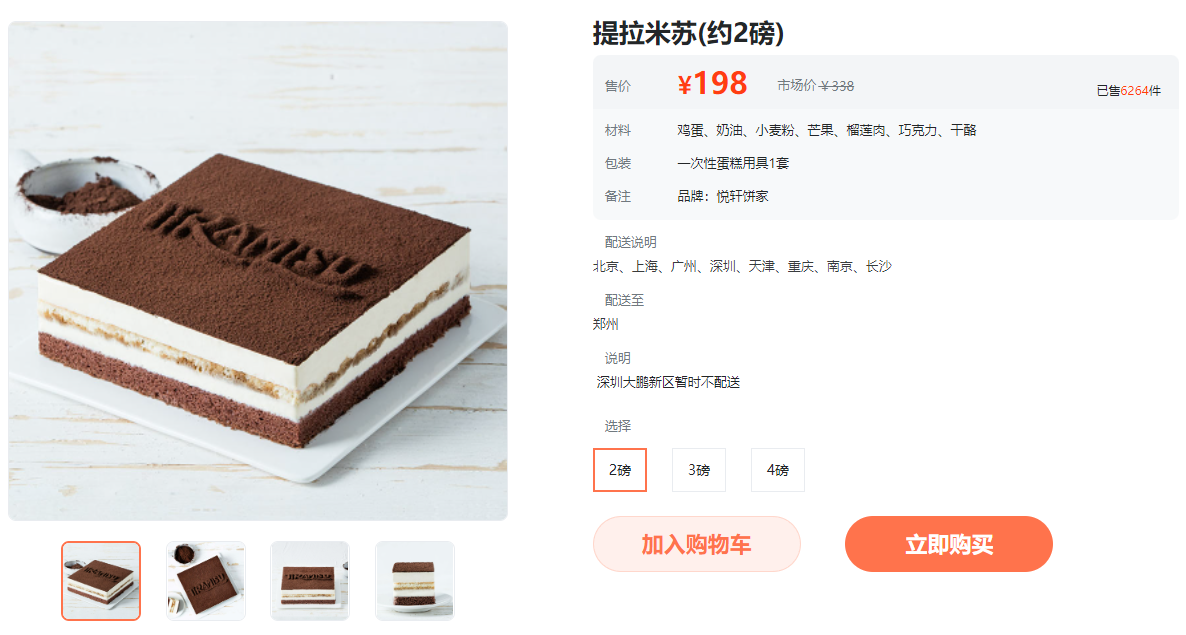 TIRAMISU
提拉米苏(约2磅)
售价 ¥198 市场价 ¥338 已售6264件
材料 鸡蛋、奶油、小麦粉、芒果、榴莲肉、巧克力、干酪
包装 一次性蛋糕用具1套
备注 品牌：悦轩饼家
配送说明
北京、上海、广州、深圳、天津、重庆、南京、长沙
配送至
郑州
说明
深圳大鹏新区暂时不配送
选择
2磅 3磅 4磅
加入购物车 立即购买